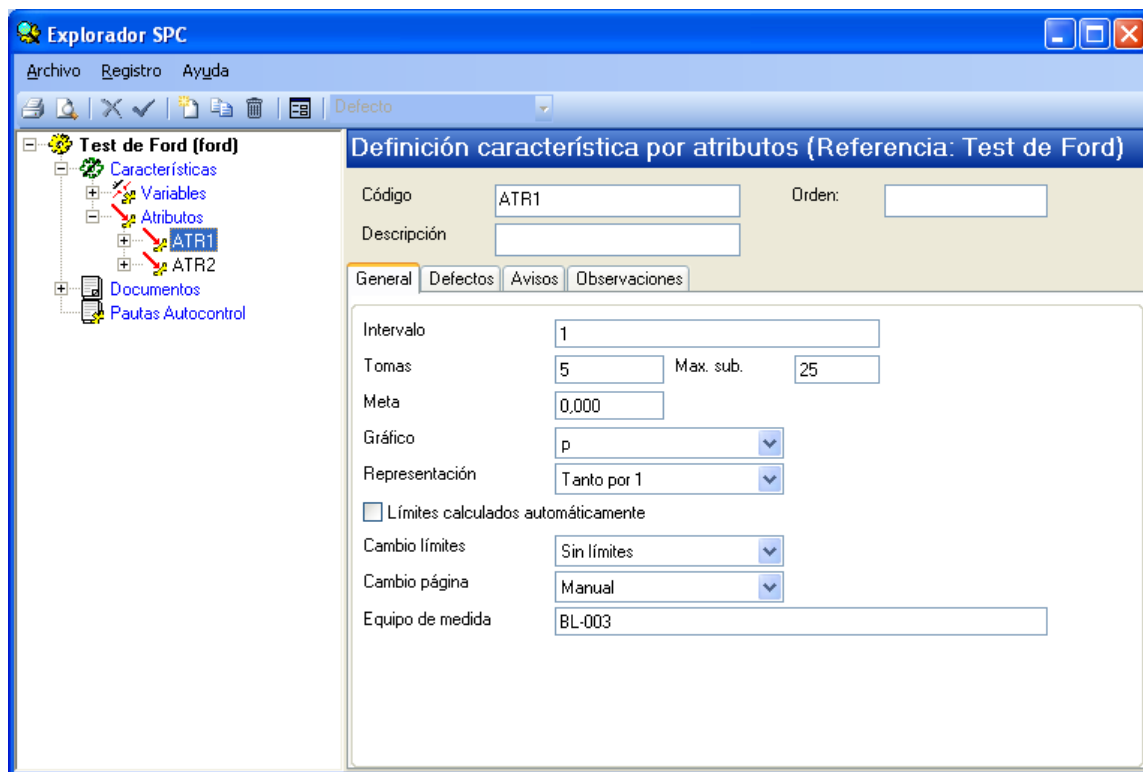 Explorador SPC
Archivo Registro Ayuda
Defecto
Test de Ford (ford)
Características
Variables
Atributos
ATR1
ATR2
Documentos
Pautas Autocontrol
Definición característica por atributos (Referencia: Test de Ford)
Código ATR1 Orden:
Descripción
General Defectos Avisos Observaciones
Intervalo 1
Tomas 5 Max. sub. 25
Meta 0,000
Gráfico p
Representación Tanto por 1
Límites calculados automáticamente
Cambio límites Sin límites
Cambio página Manual
Equipo de medida BL-003